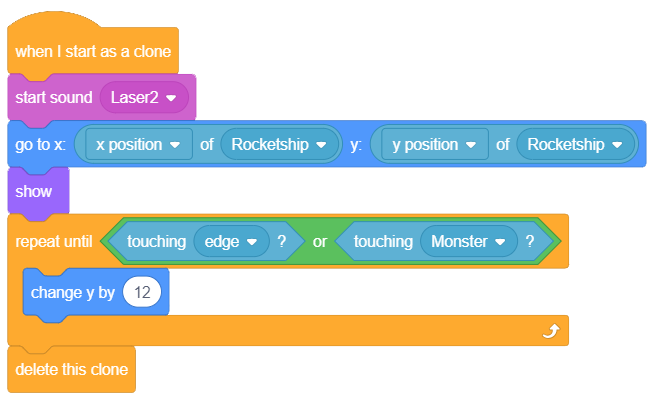 when I start as a clone
start sound Laser2
go to x: x position of Rocketship y: y position of Rocketship
show
repeat until touching edge ? or touching Monster ?
change y by 12
delete this clone